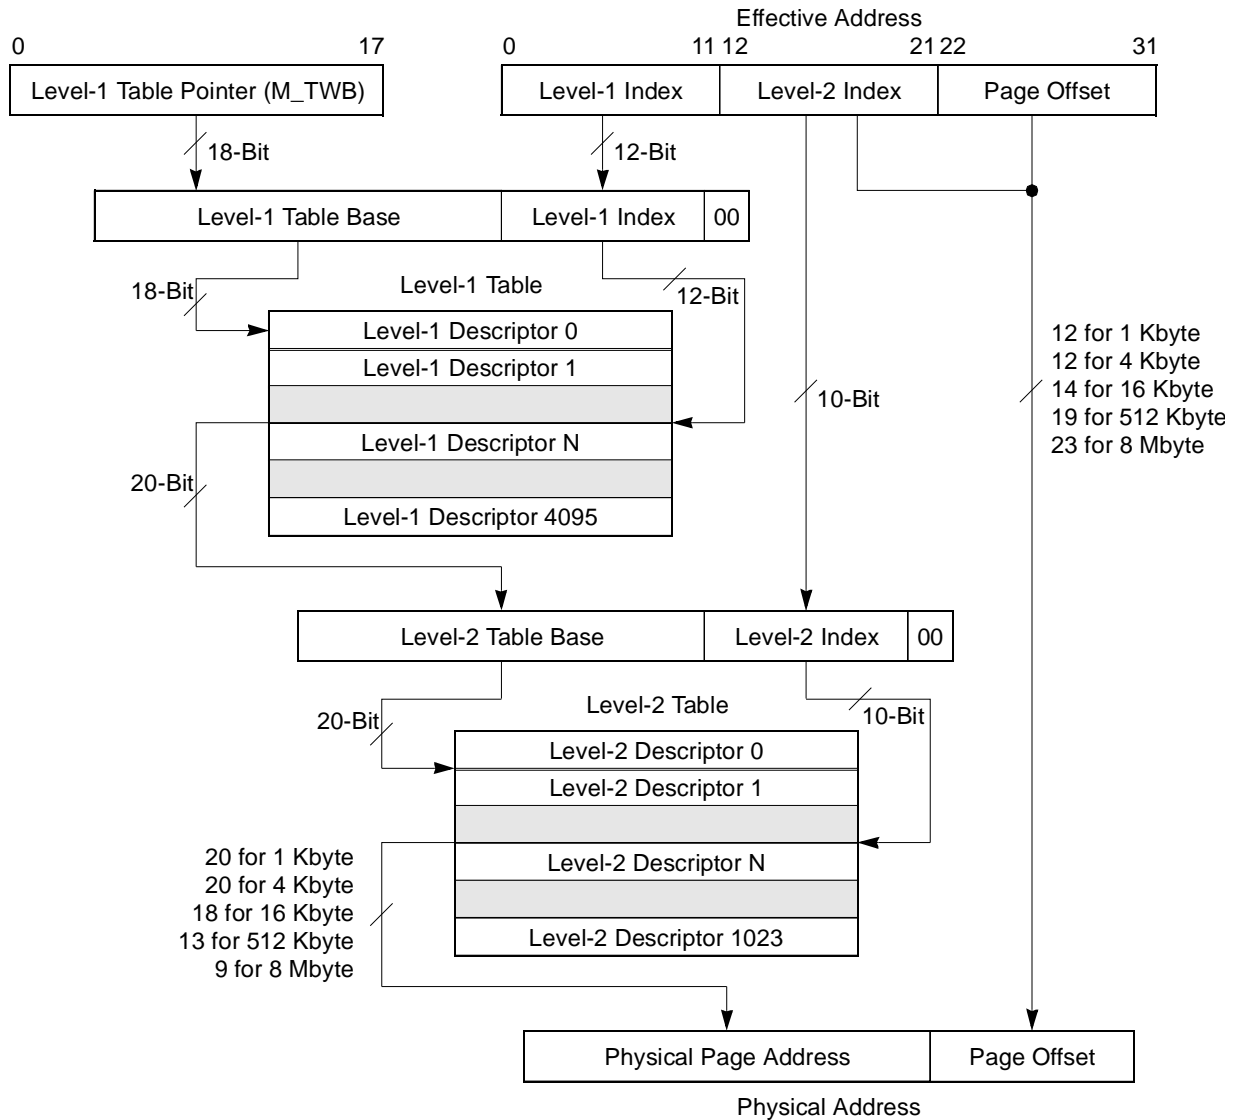 Effective Address
0 17 0 11 12 21 22 31
Level-1 Table Pointer (M_TWB) Level-1 Index Level-2 Index Page Offset
18-Bit 12-Bit
Level-1 Table Base Level-1 Index 00
18-Bit Level-1 Table 12-Bit
Level-1 Descriptor 0
Level-1 Descriptor 1
Level-1 Descriptor N
Level-1 Descriptor 4095
20-Bit
10-Bit
12 for 1 Kbyte
12 for 4 Kbyte
14 for 16 Kbyte
19 for 512 Kbyte
23 for 8 Mbyte
Level-2 Table Base Level-2 Index 00
20-Bit Level-2 Table 10-Bit
Level-2 Descriptor 0
Level-2 Descriptor 1
Level-2 Descriptor N
Level-2 Descriptor 1023
20 for 1 Kbyte
20 for 4 Kbyte
18 for 16 Kbyte
13 for 512 Kbyte
9 for 8 Mbyte
Physical Page Address Page Offset
Physical Address